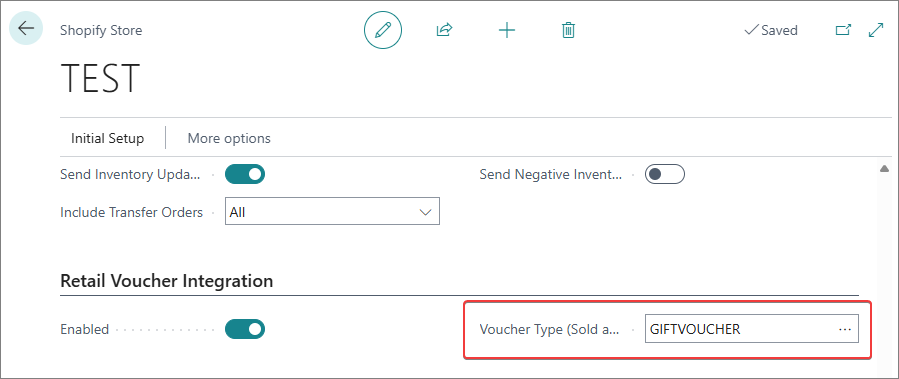 Shopify Store
Saved
TEST
Initial Setup More options
Send Inventory Upda... Send Negative Invent...
Include Transfer Orders All
Retail Voucher Integration
Enabled Voucher Type (Sold a... GIFTVOUCHER ...